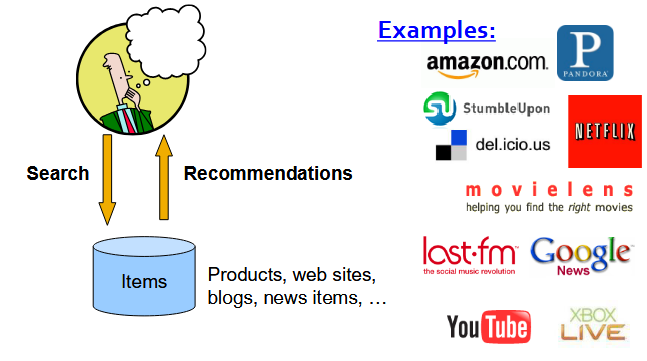 Examples:
amazon.com.
P
PANDORA
SU StumbleUpon
NETFLIX
del.icio.us
Search
Recommendations
movielens
helping you find the right movies
last.fm
the social music revolution
Google
News
Items
Products, web sites,
blogs, news items, …
YouTube
XBOX
LIVE